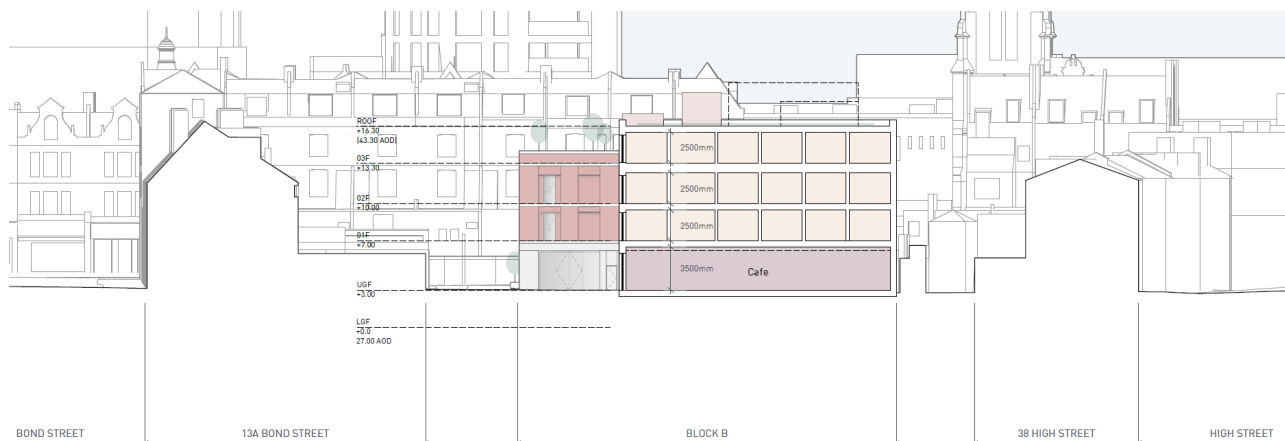 ROOF
+16.30
(43.30 AOD)
2500mm
03F
+13.30
2500mm
02F
+10.00
2500mm
01F
+7.00
3500mm
Cafe
UGF
+3.00
LGF
+0.0
27.00 AOD
BOND STREET
13A BOND STREET
BLOCK B
38 HIGH STREET
HIGH STREET